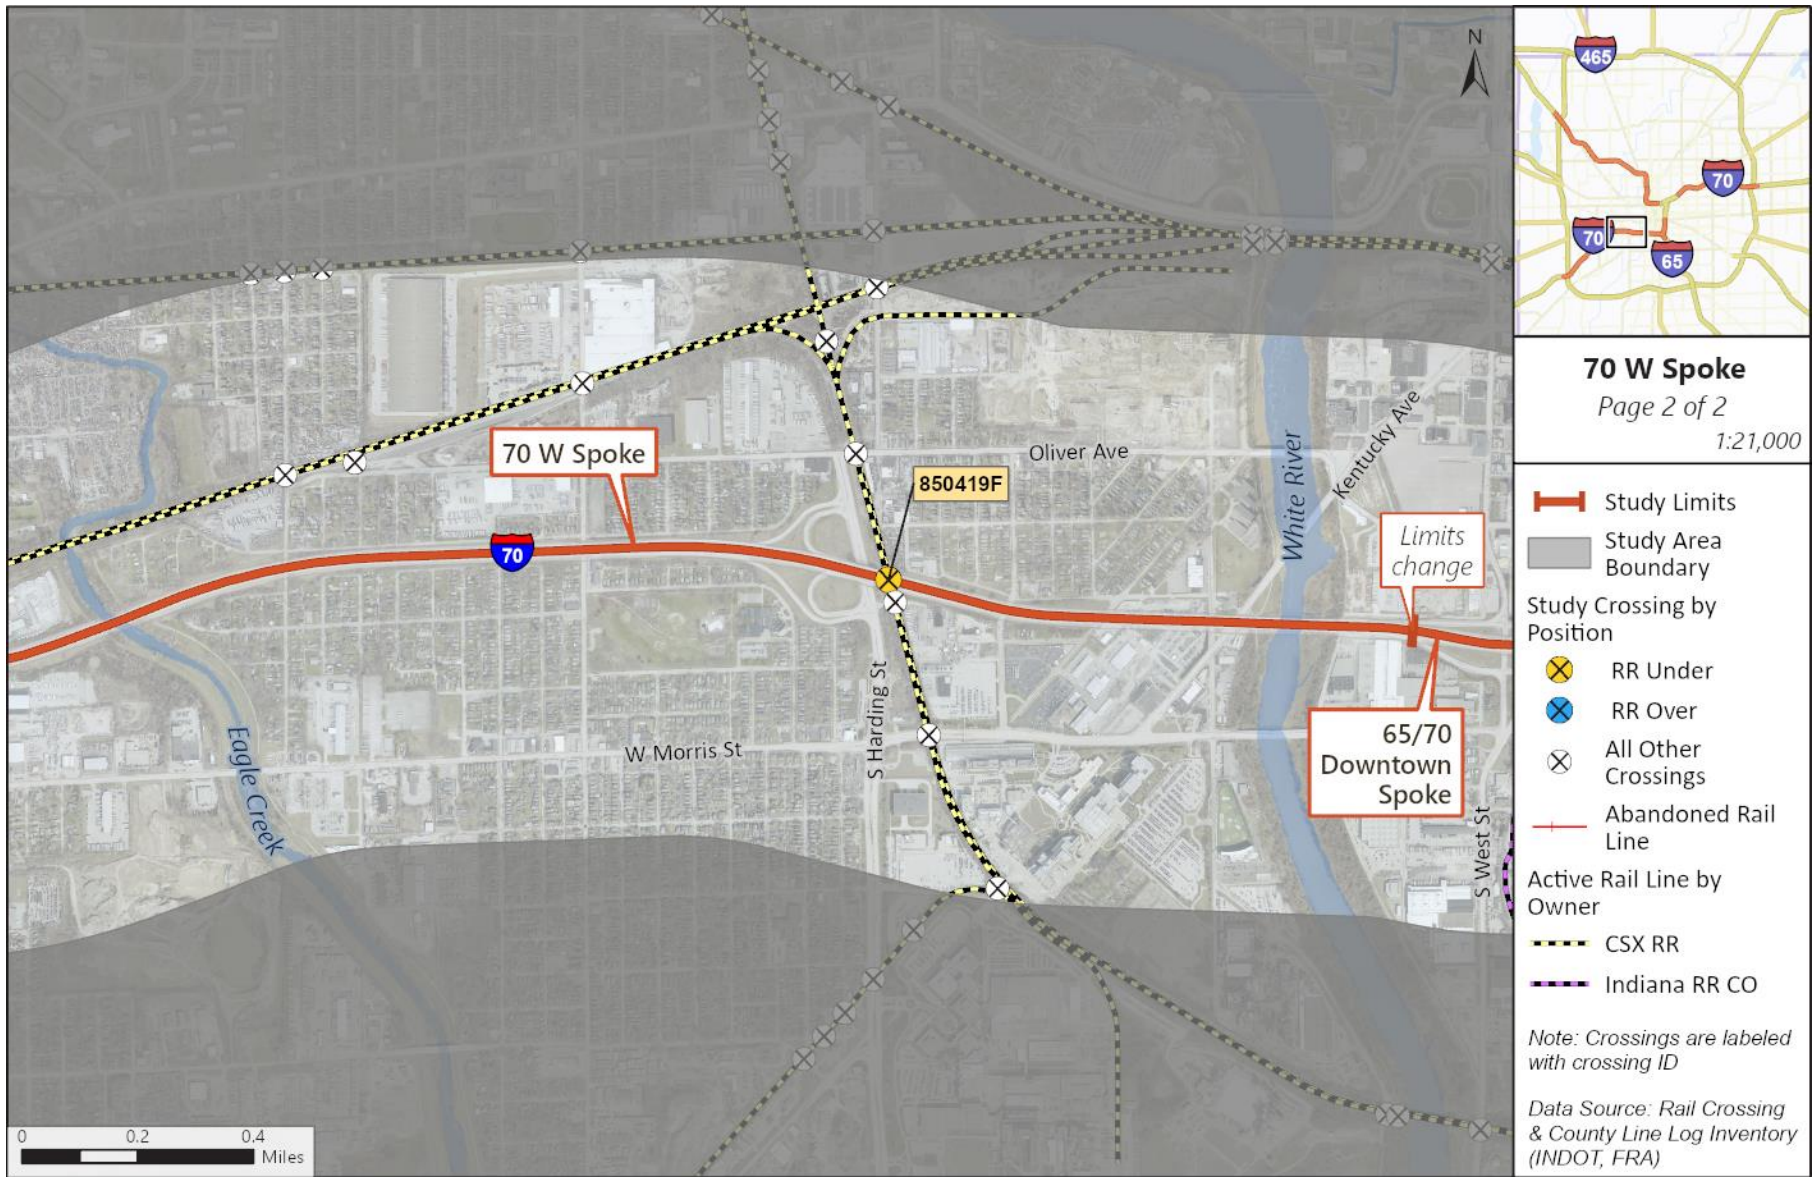 N
70 W Spoke
70
850419F
Oliver Ave
Kentucky Ave
White River
Limits
change
65/70
Downtown
Spoke
S Harding St
W Morris St
Eagle Creek
S West St
0 0.2 0.4
Miles
465
70
70
65
70 W Spoke
Page 2 of 2
1:21,000
Study Limits
Study Area
Boundary
Study Crossing by
Position
RR Under
RR Over
All Other
Crossings
Abandoned Rail
Line
Active Rail Line by
Owner
CSX RR
Indiana RR CO
Note: Crossings are labeled
with crossing ID
Data Source: Rail Crossing
& County Line Log Inventory
(INDOT, FRA)